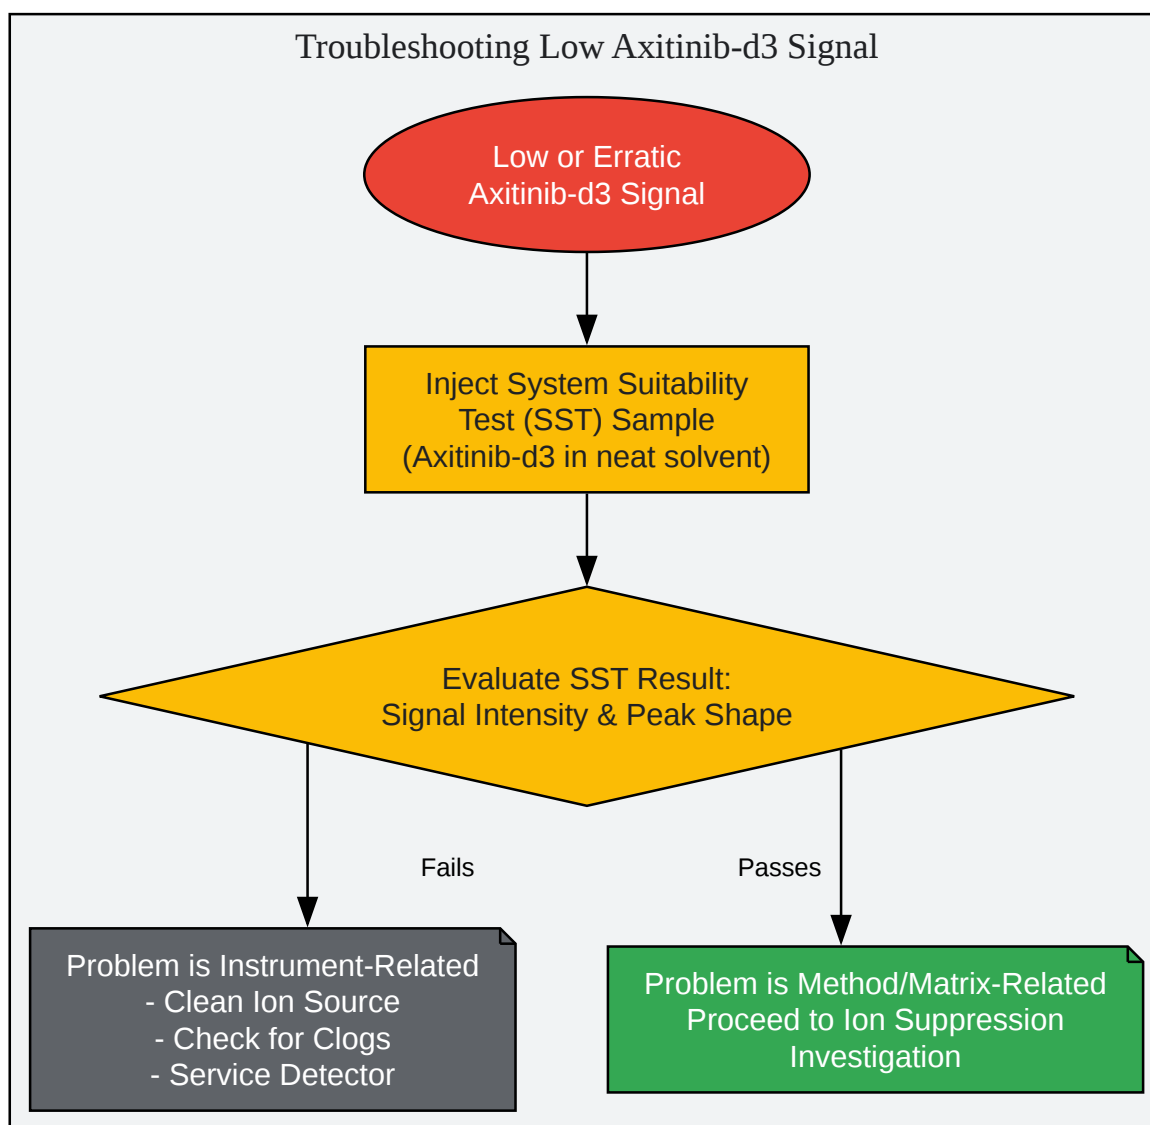 Troubleshooting Low Axitinib-d3 Signal
Low or Erratic
Axitinib-d3 Signal
Inject System Suitability
Test (SST) Sample
(Axitinib-d3 in neat solvent)
Evaluate SST Result:
Signal Intensity & Peak Shape
Fails
Passes
Problem is Instrument-Related
- Clean Ion Source
- Check for Clogs
- Service Detector
Problem is Method/Matrix-Related
Proceed to Ion Suppression
Investigation